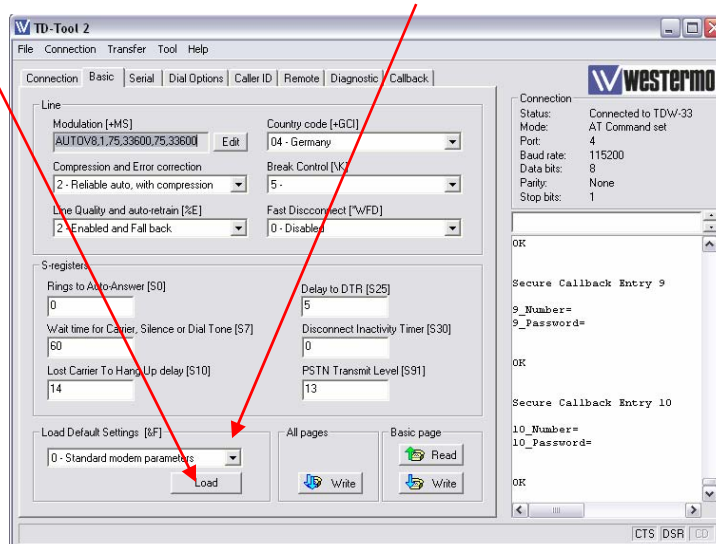 TD-Tool 2
File Connection Transfer Tool Help
Connection Basic Serial Dial Options Caller ID Remote Diagnostic Callback
Line
Modulation [+MS]
AUTOV8,1,75,33600,75,33600
Edit
Country code [+GCI]
04 - Germany
Compression and Error correction
2 - Reliable auto, with compression
Break Control [\K]
5 -
Line Quality and auto-retrain [%E]
2 - Enabled and Fall back
Fast Discconnect ["WFD]
0 - Disabled
S-registers
Rings to Auto-Answer [S0]
0
Delay to DTR [S25]
5
Wait time for Carrier, Silence or Dial Tone [S7]
60
Disconnect Inactivity Timer [S30]
0
Lost Carrier To Hang Up delay [S10]
14
PSTN Transmit Level [S91]
13
Load Default Settings [&F]
0 - Standard modem parameters
Load
All pages
Write
Basic page
Read
Write
westermo
Connection
Status: Connected to TDW-33
Mode: AT Command set
Port: 4
Baud rate: 115200
Data bits: 8
Parity: None
Stop bits: 1
OK
Secure Callback Entry 9
9_Number=
9_Password=
OK
Secure Callback Entry 10
10_Number=
10_Password=
OK
CTS DSR CD